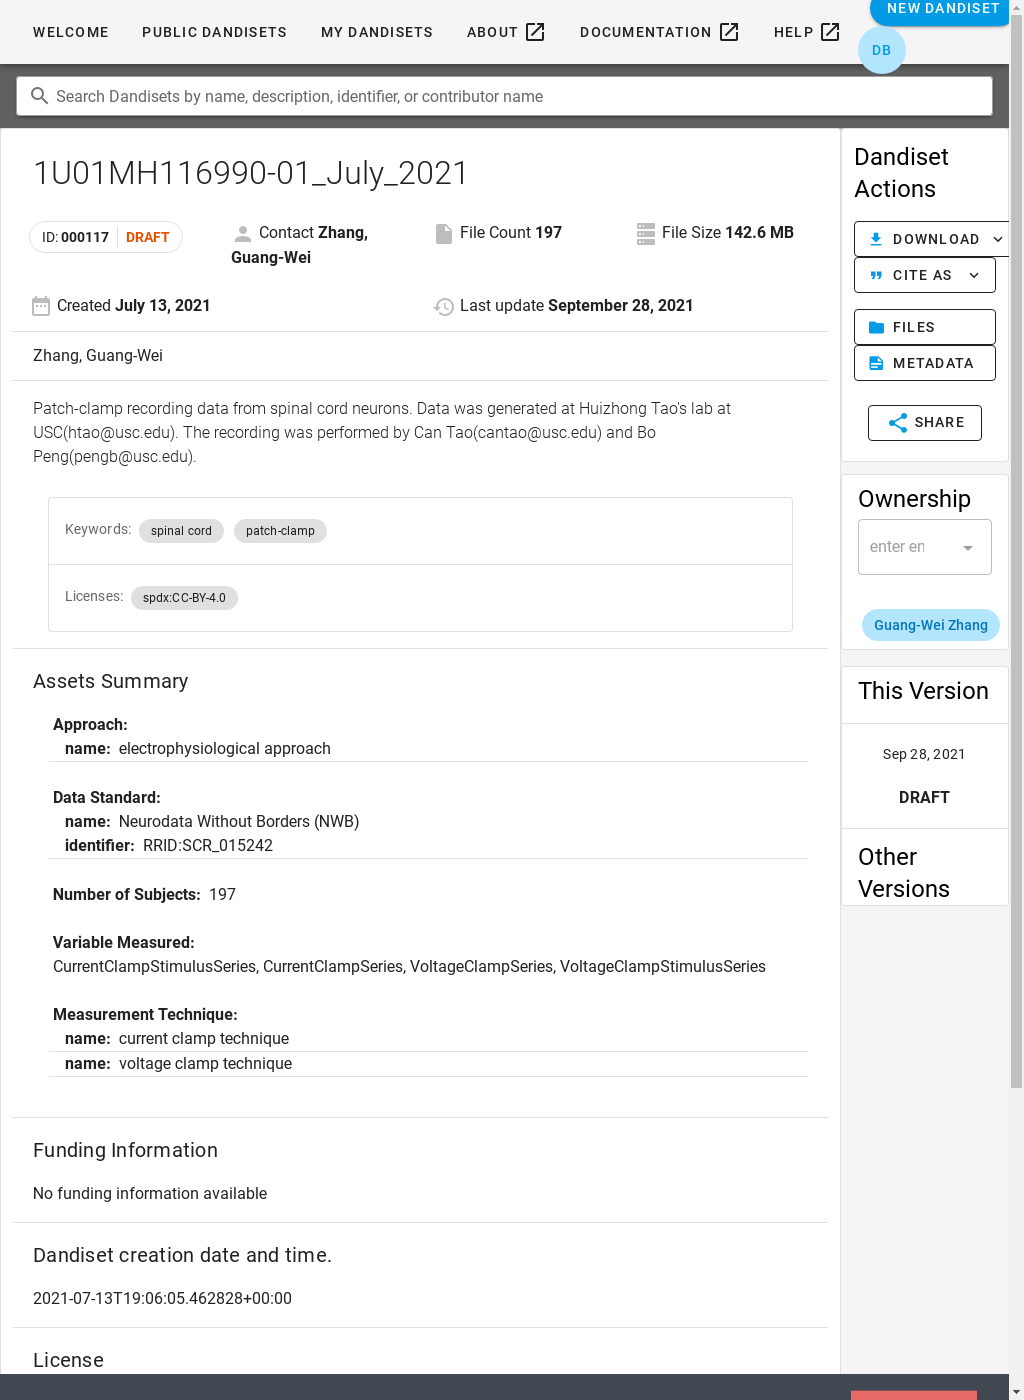 WELCOME PUBLIC DANDISETS MY DANDISETS ABOUT DOCUMENTATION HELP NEW DANDISET
DB
Search Dandisets by name, description, identifier, or contributor name
1U01MH116990-01_July_2021
ID: 000117 DRAFT
Contact Zhang, Guang-Wei
File Count 197
File Size 142.6 MB
Created July 13, 2021
Last update September 28, 2021
Zhang, Guang-Wei
Patch-clamp recording data from spinal cord neurons. Data was generated at Huizhong Tao's lab at
USC(htao@usc.edu). The recording was performed by Can Tao(cantao@usc.edu) and Bo
Peng(pengb@usc.edu).
Keywords: spinal cord patch-clamp
Licenses: spdx:CC-BY-4.0
Assets Summary
Approach:
name: electrophysiological approach
Data Standard:
name: Neurodata Without Borders (NWB)
identifier: RRID:SCR_015242
Number of Subjects: 197
Variable Measured:
CurrentClampStimulusSeries, CurrentClampSeries, VoltageClampSeries, VoltageClampStimulusSeries
Measurement Technique:
name: current clamp technique
name: voltage clamp technique
Funding Information
No funding information available
Dandiset creation date and time.
2021-07-13T19:06:05.462828+00:00
License
Dandiset
Actions
DOWNLOAD
CITE AS
FILES
METADATA
SHARE
Ownership
enter en
Guang-Wei Zhang
This Version
Sep 28, 2021
DRAFT
Other
Versions